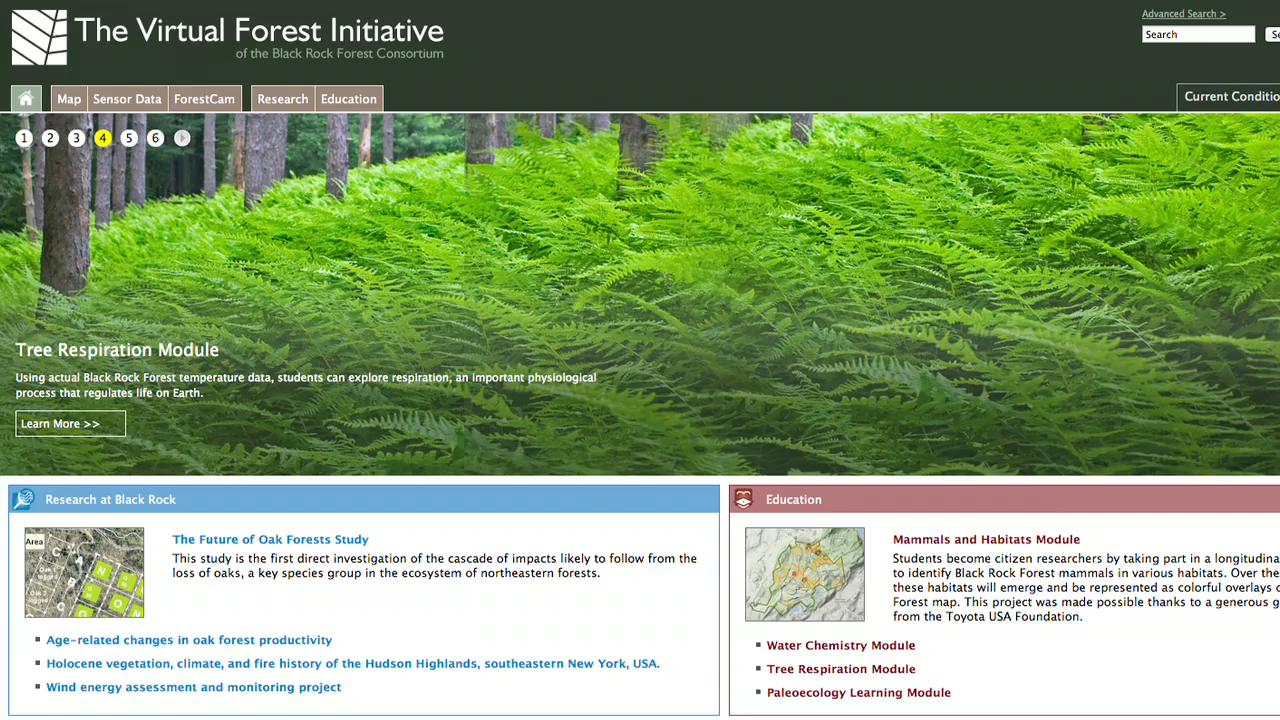 The Virtual Forest Initiative
of the Black Rock Forest Consortium
Advanced Search >
Search
Map
Sensor Data
ForestCam
Research
Education
Current Conditio
1 2 3 4 5 6
Tree Respiration Module
Using actual Black Rock Forest temperature data, students can explore respiration, an important physiological
process that regulates life on Earth.
Learn More >>
Research at Black Rock
Area
The Future of Oak Forests Study
This study is the first direct investigation of the cascade of impacts likely to follow from the
loss of oaks, a key species group in the ecosystem of northeastern forests.
Age-related changes in oak forest productivity
Holocene vegetation, climate, and fire history of the Hudson Highlands, southeastern New York, USA.
Wind energy assessment and monitoring project
Education
Mammals and Habitats Module
Students become citizen researchers by taking part in a longitudina
to identify Black Rock Forest mammals in various habitats. Over the
these habitats will emerge and be represented as colorful overlays o
Forest map. This project was made possible thanks to a generous g
from the Toyota USA Foundation.
Water Chemistry Module
Tree Respiration Module
Paleoecology Learning Module